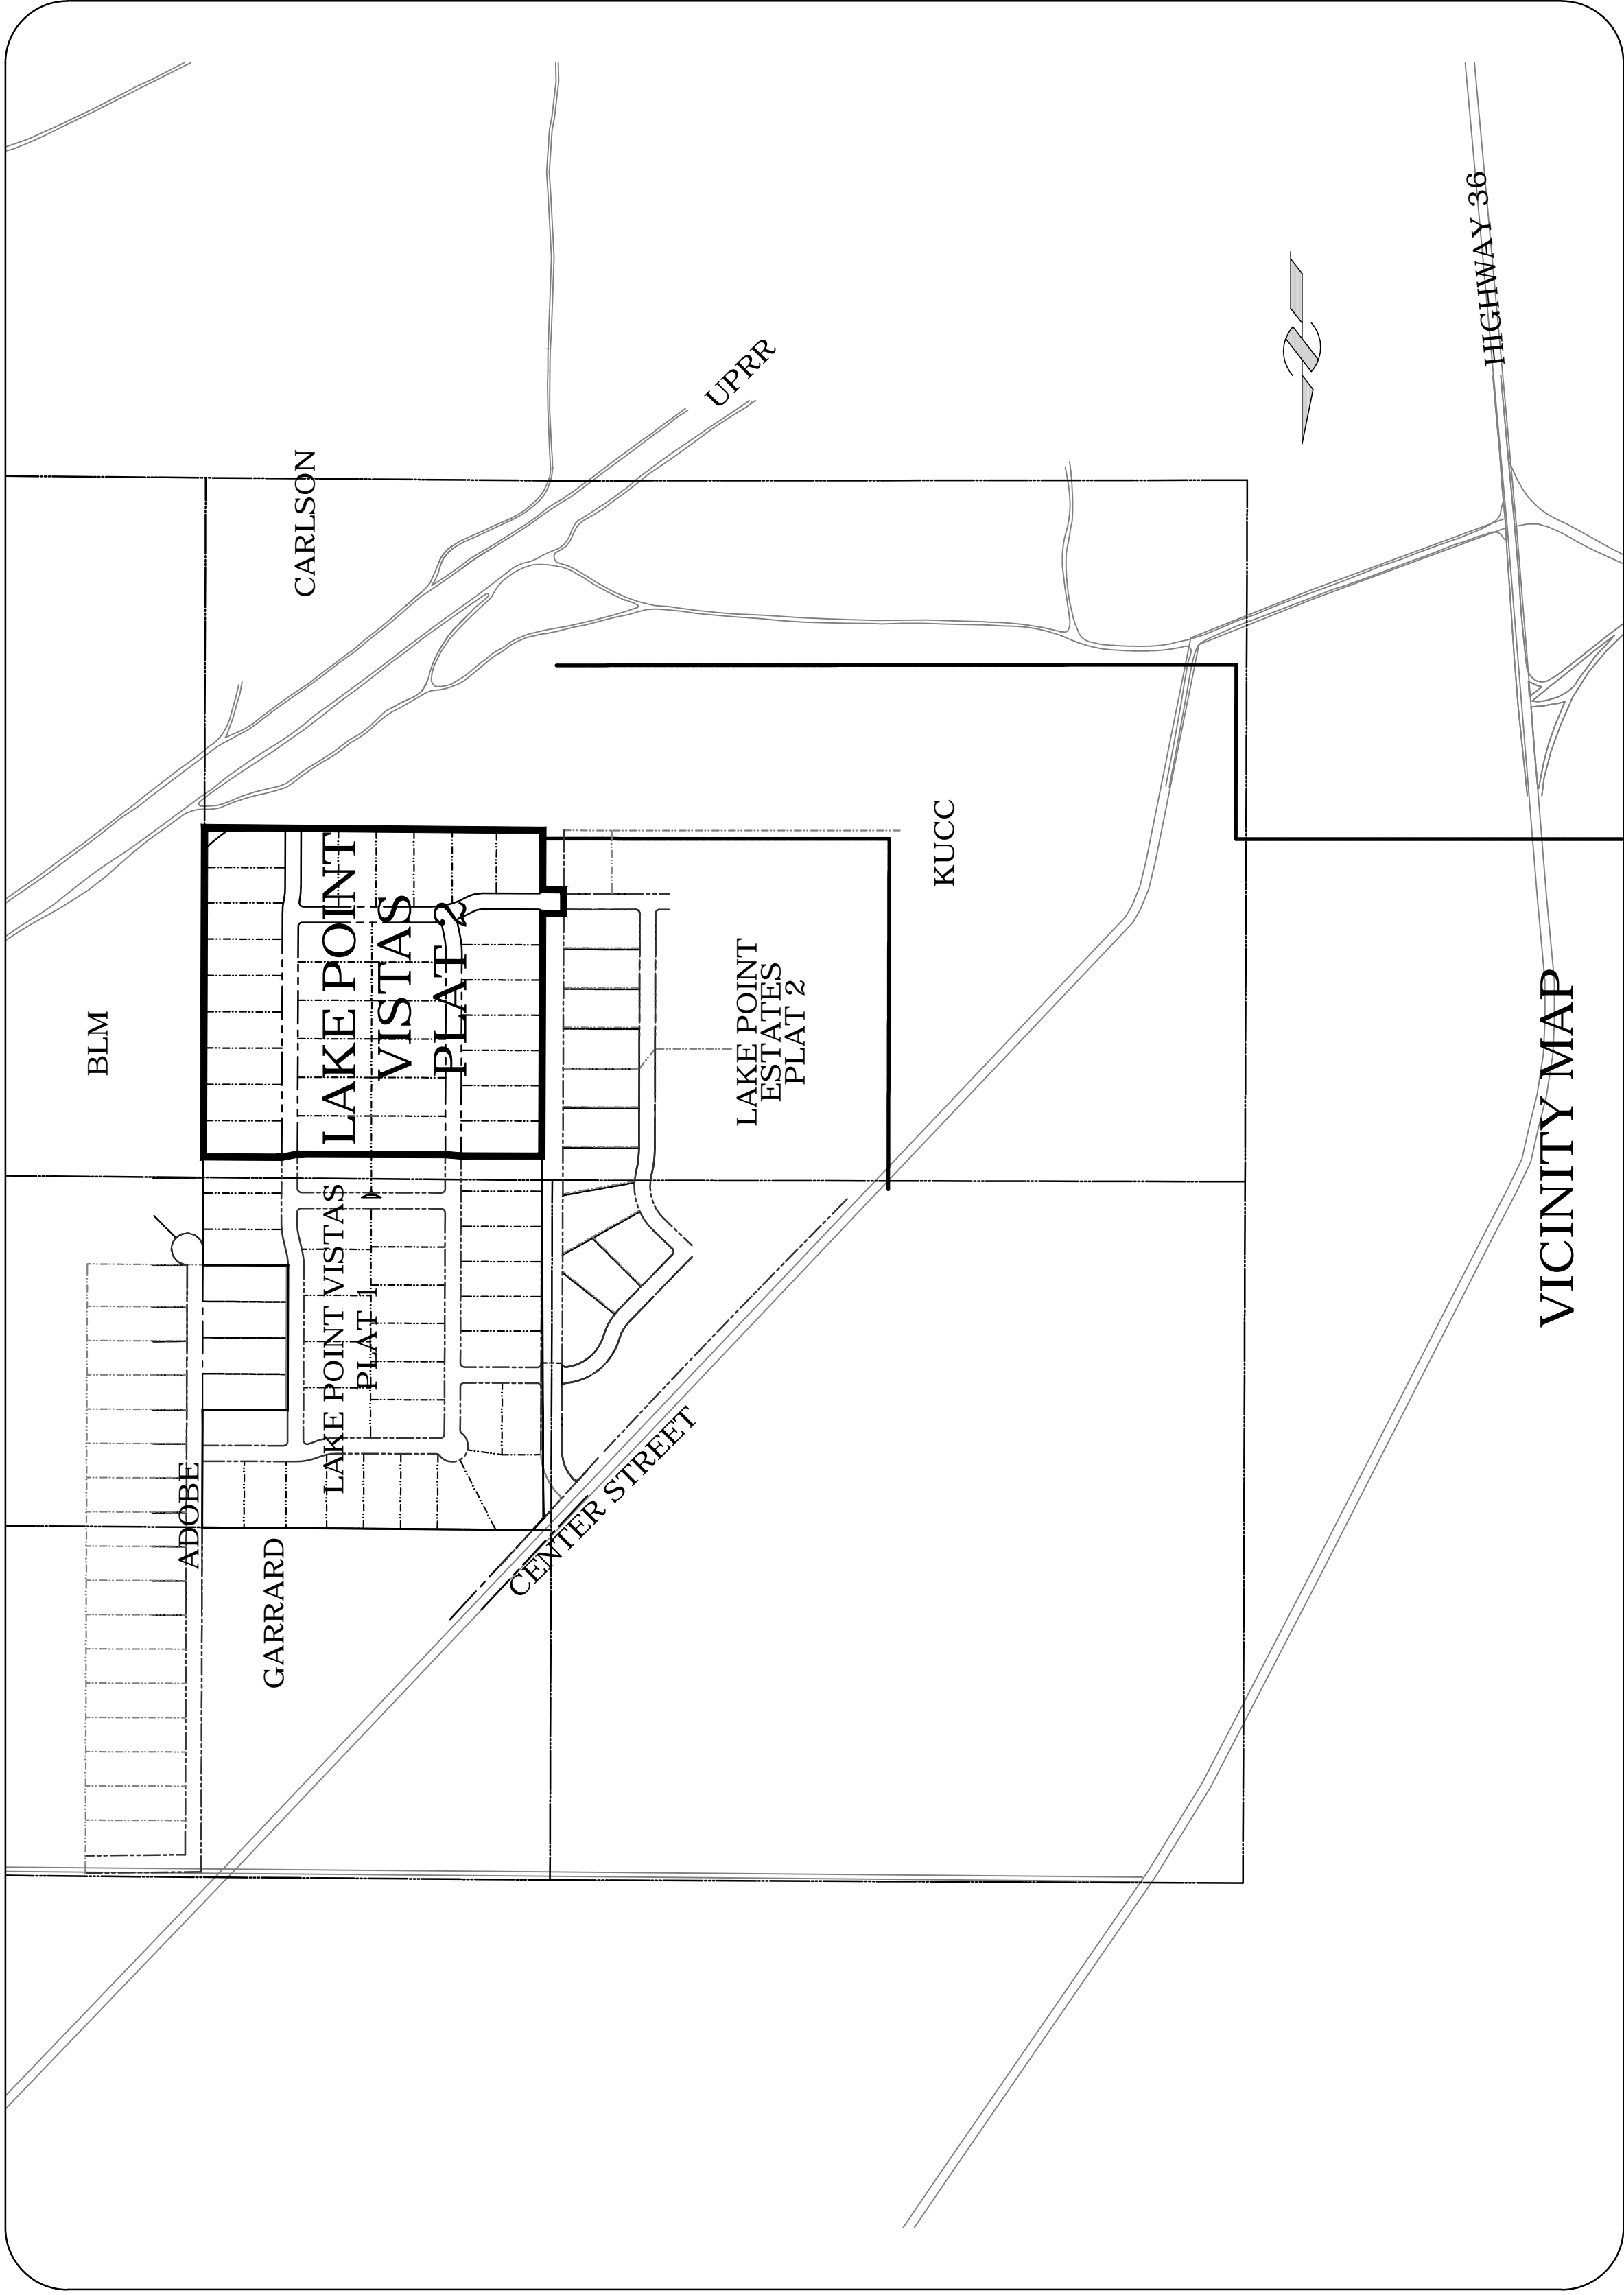 BLM
ADOBE
GARRARD
CARLSON
LAKE POINT VISTAS
PLAT 1
LAKE POINT
VISTAS
PLAT 2
CENTER STREET
UPRR
LAKE POINT
ESTATES
PLAT 2
KUCC
HIGHWAY 36
VICINITY MAP